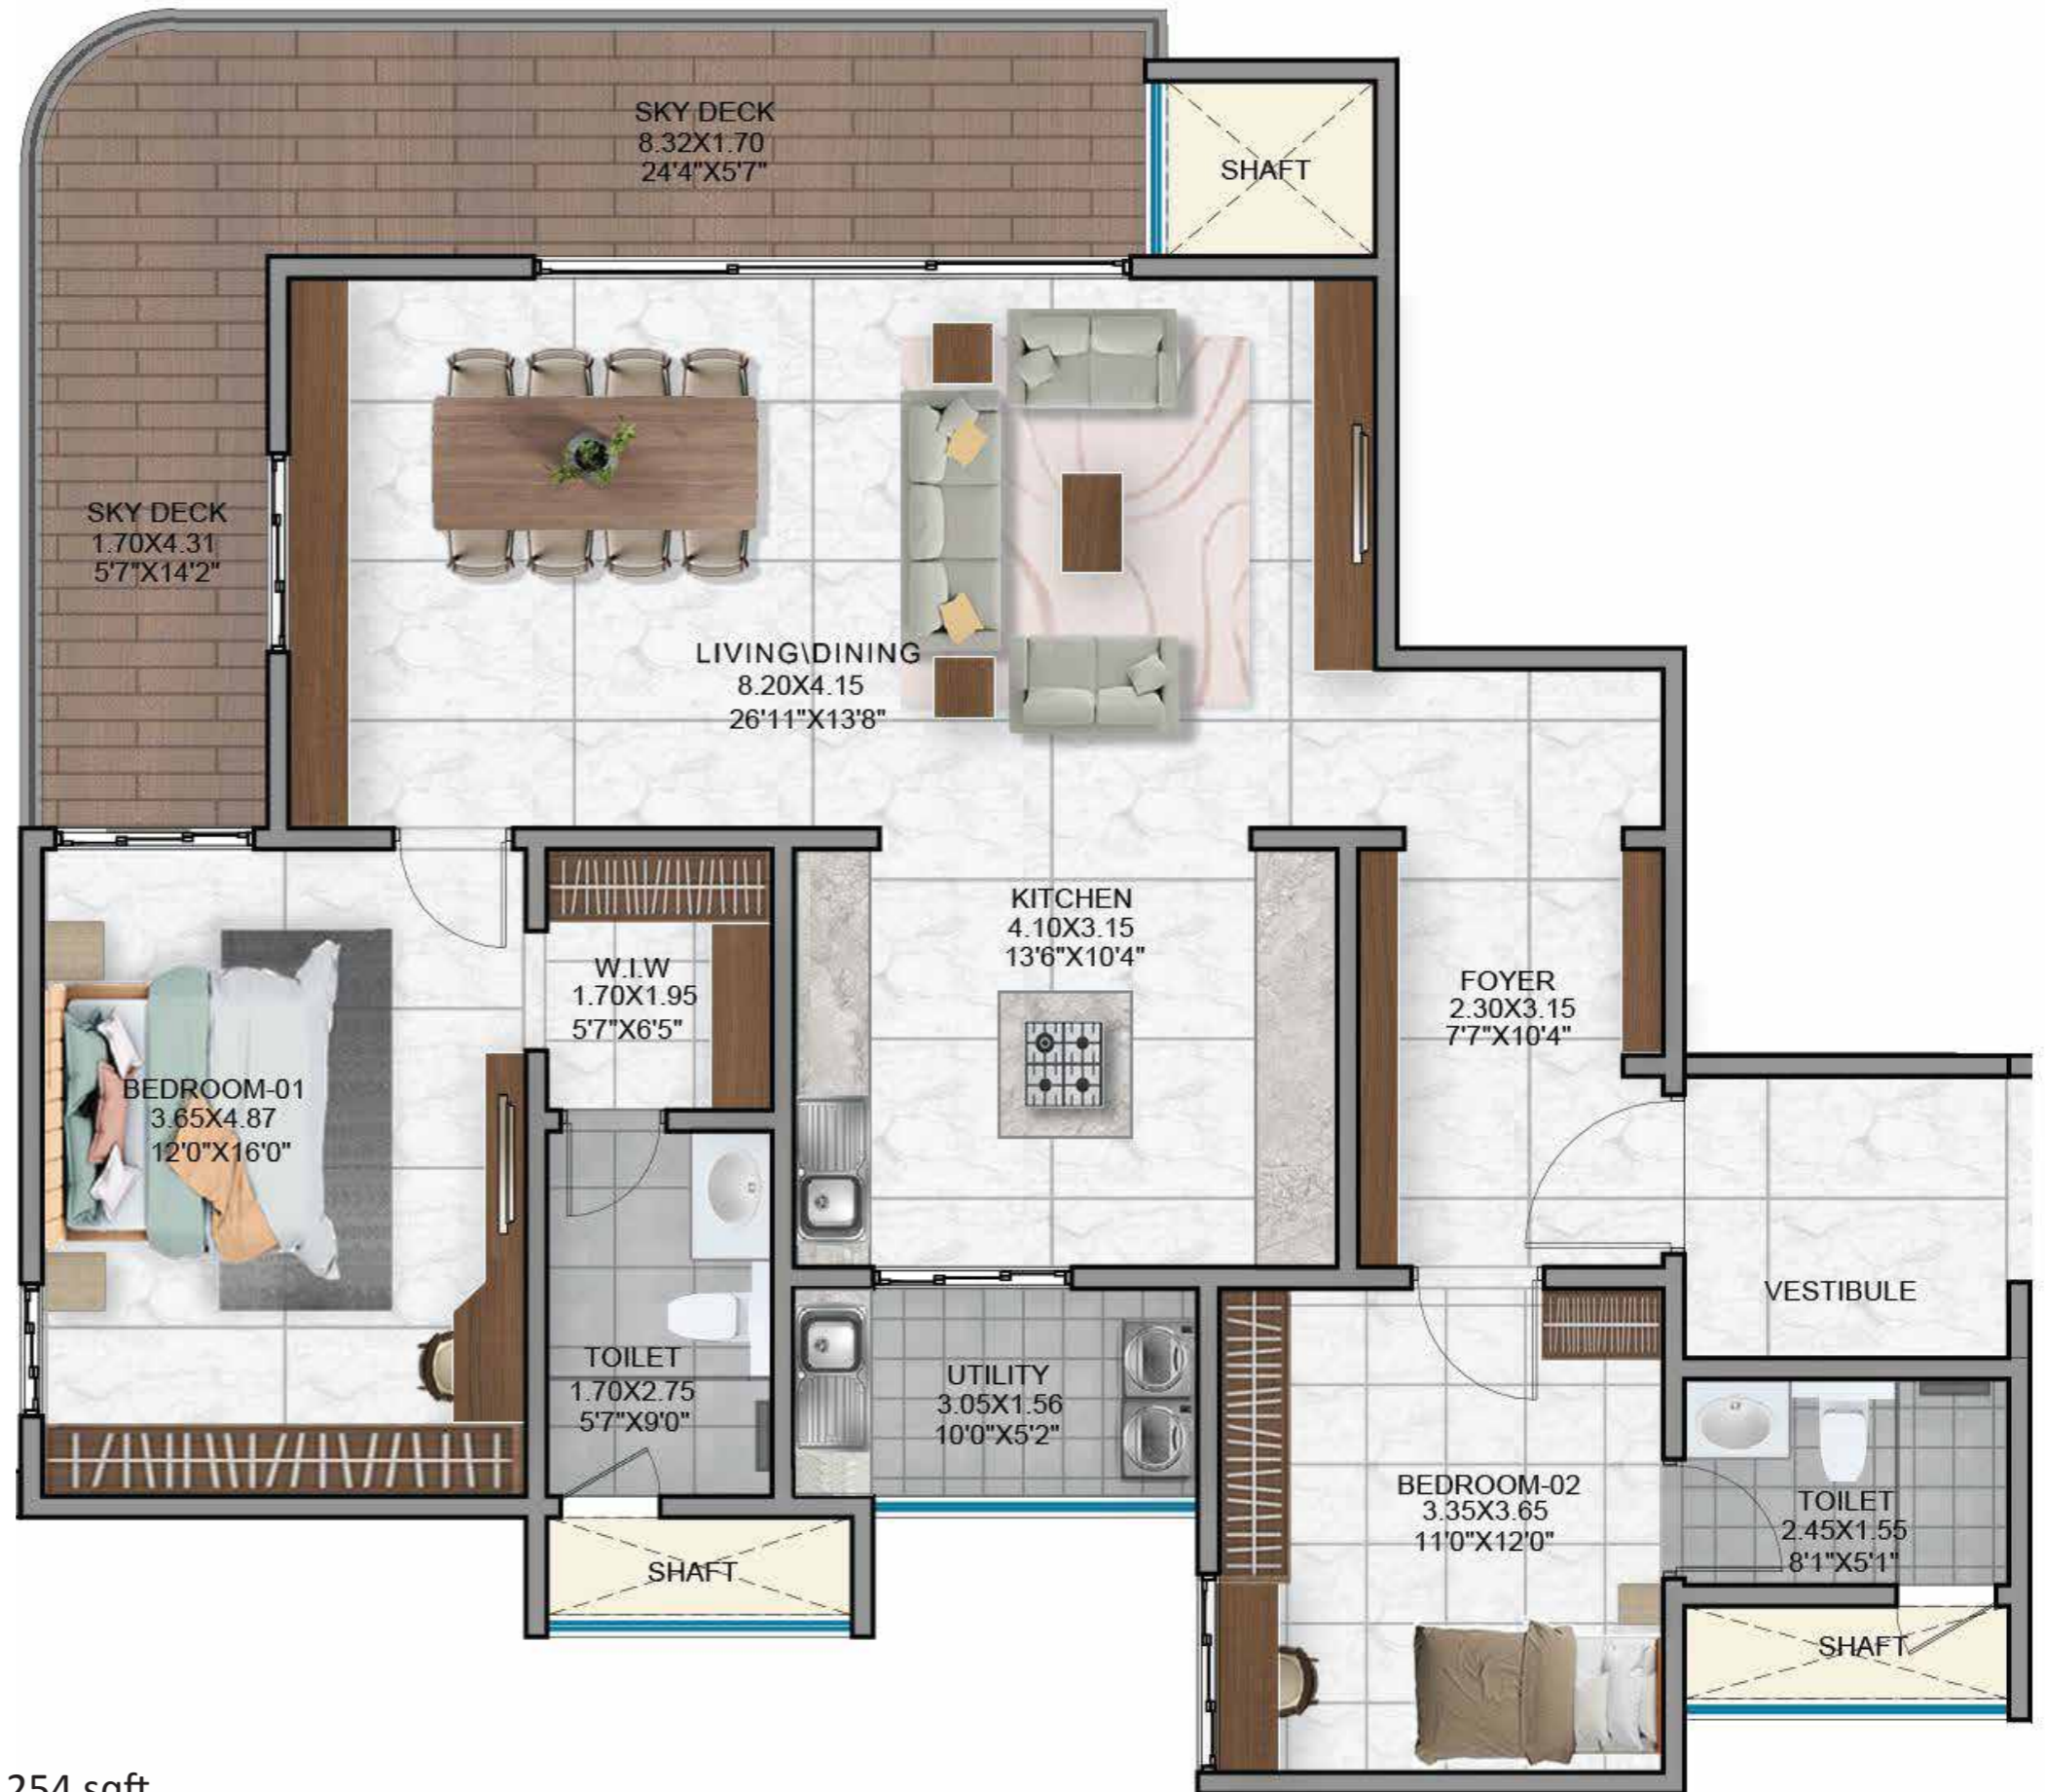 SKY DECK
8.32X1.70
24'4"X5'7"
SHAFT
SKY DECK
1.70X4.31
5'7"X14'2"
LIVING\DINING
8.20X4.15
26'11"X13'8"
KITCHEN
4.10X3.15
13'6"X10'4"
W.I.W
1.70X1.95
5'7"X6'5"
FOYER
2.30X3.15
7'7"X10'4"
BEDROOM-01
3.65X4.87
12'0"X16'0"
VESTIBULE
TOILET
1.70X2.75
5'7"X9'0"
UTILITY
3.05X1.56
10'0"X5'2"
BEDROOM-02
3.35X3.65
11'0"X12'0"
TOILET
2.45X1.55
8'1"X5'1"
SHAFT
SHAFT
254 sqft